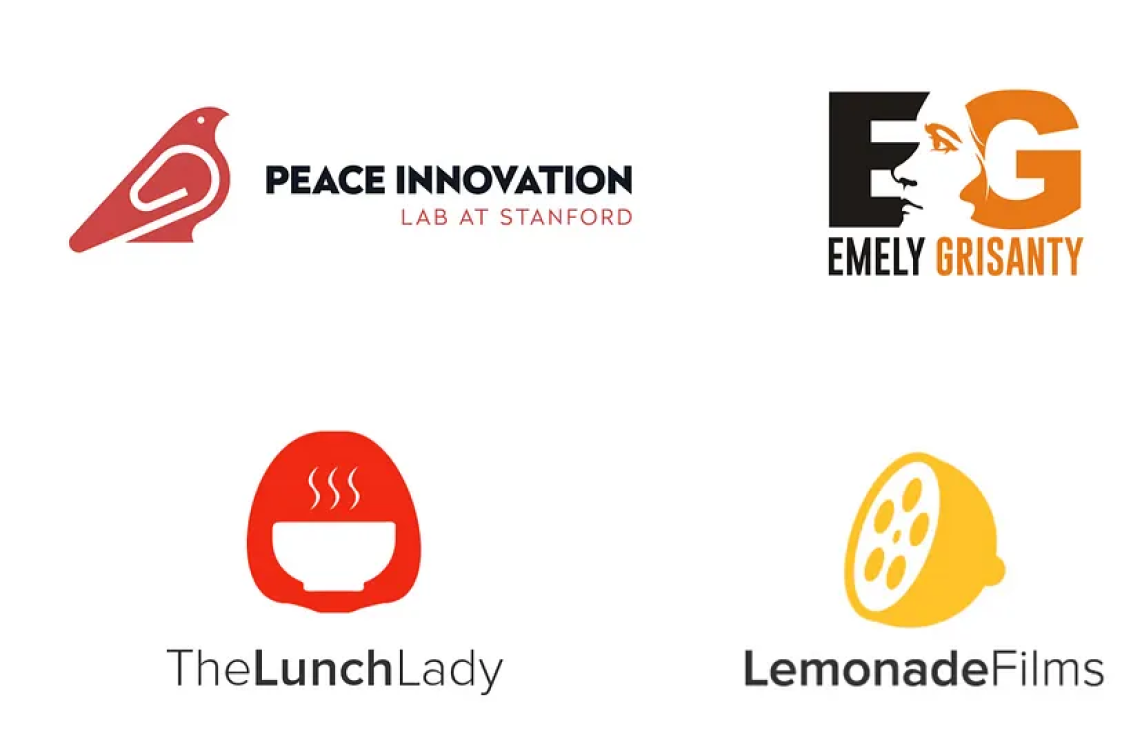 PEACE INNOVATION
LAB AT STANFORD
EG
EMELY GRISANTY
TheLunchLady
LemonadeFilms